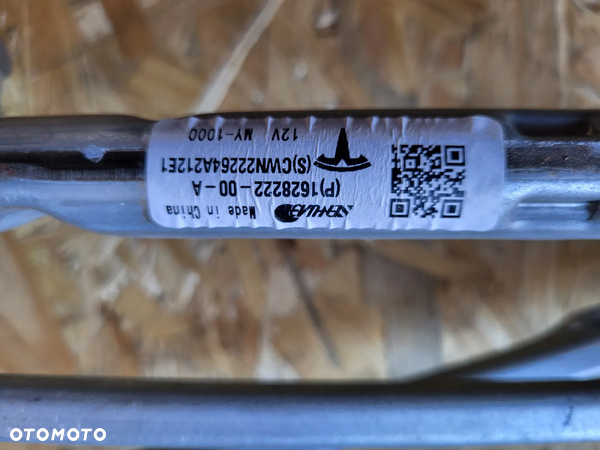 Made in China
(P)1628222-00-A
(S)CWN22264A212E1
12V MY-1000
OTOMOTO